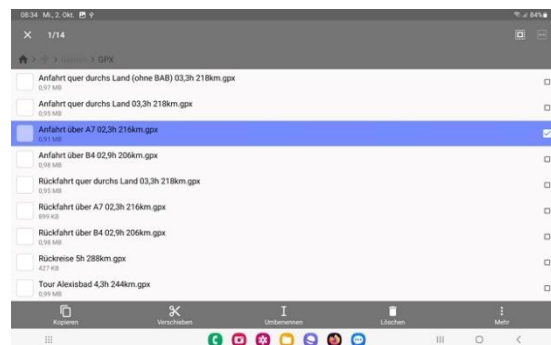 08:34 Mi., 2. Okt.
84%
1/14
GPX
Anfahrt quer durchs Land (ohne BAB) 03,3h 218km.gpx
0,97 MB
Anfahrt quer durchs Land 03,3h 218km.gpx
0,95 MB
Anfahrt über A7 02,3h 216km.gpx
0,91 MB
Anfahrt über B4 02,9h 206km.gpx
0,98 MB
Rückfahrt quer durchs Land 03,3h 218km.gpx
0,95 MB
Rückfahrt über A7 02,3h 216km.gpx
899 KB
Rückfahrt über B4 02,9h 206km.gpx
0,98 MB
Rückreise 5h 288km.gpx
427 KB
Tour Alexisbad 4,3h 244km.gpx
0,99 MB
Kopieren Verschieben Umbenennen Löschen Mehr